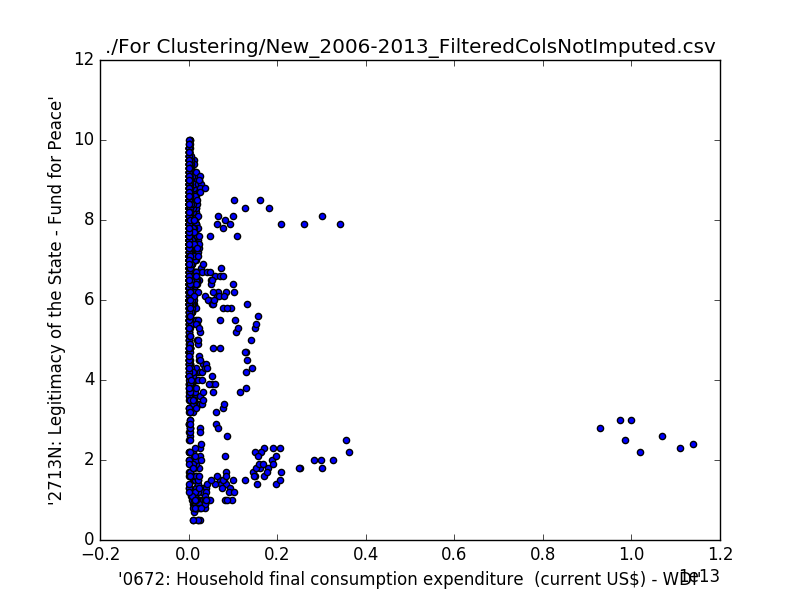 ./For Clustering/New_2006-2013_FilteredColsNotImputed.csv
12
10
8
6
4
2
0
'2713N: Legitimacy of the State - Fund for Peace'
−0.2 0.0 0.2 0.4 0.6 0.8 1.0 1.2
1e13
'0672: Household final consumption expenditure  (current US$) - WDI'